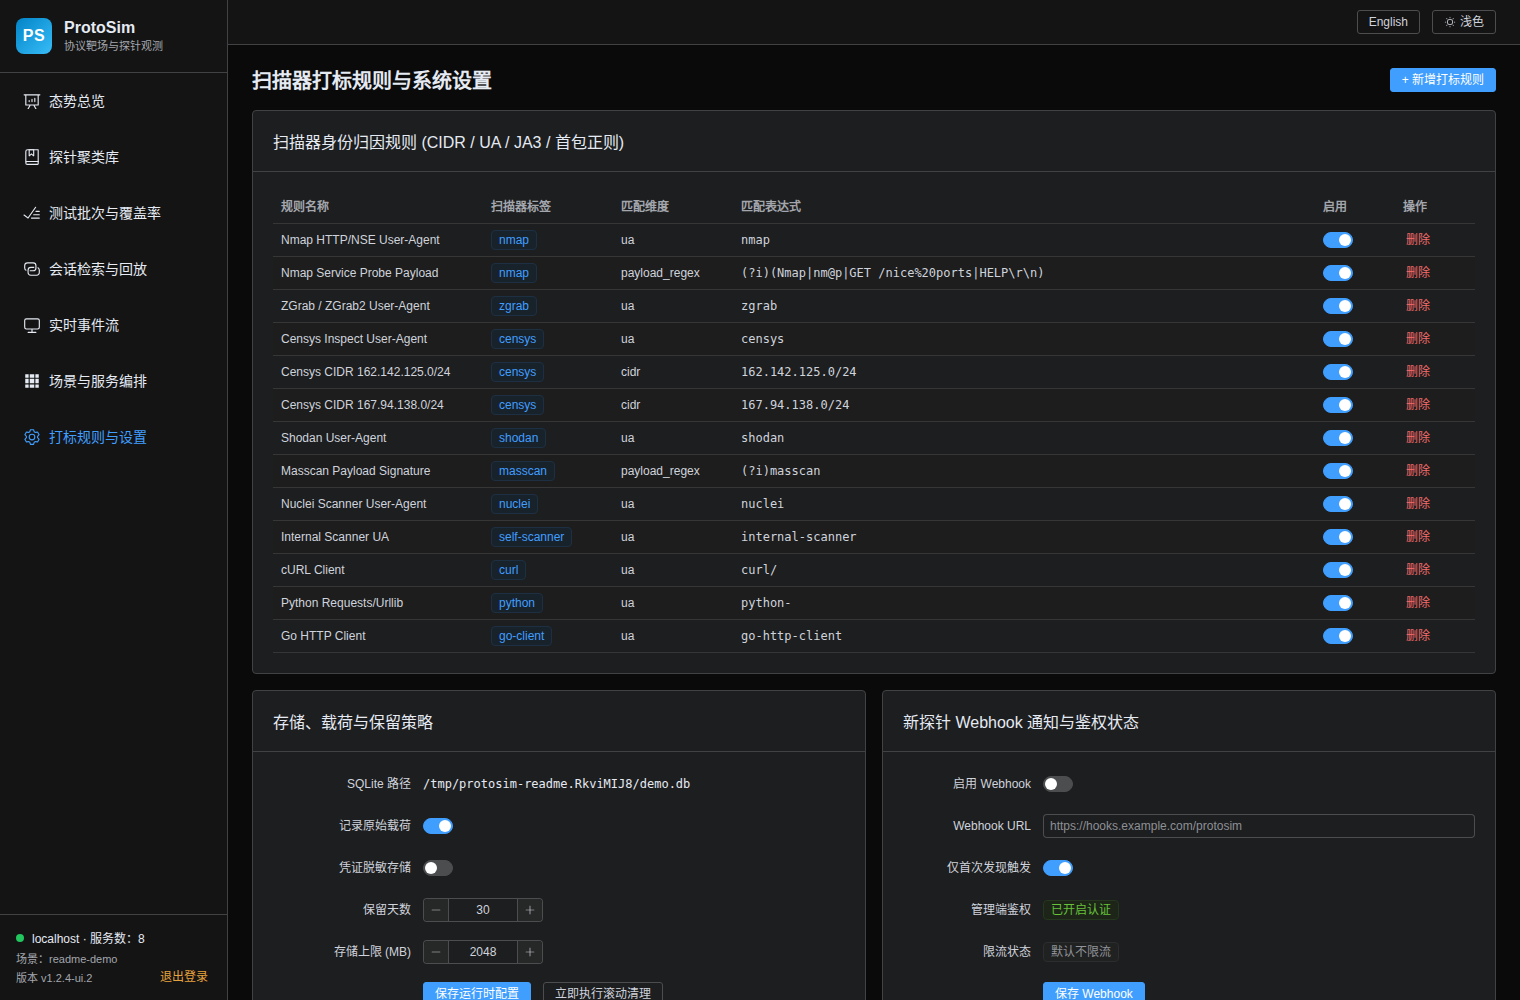 PS
ProtoSim
协议靶场与探针观测
English
浅色
态势总览
探针聚类库
测试批次与覆盖率
会话检索与回放
实时事件流
场景与服务编排
打标规则与设置
扫描器打标规则与系统设置
+ 新增打标规则
扫描器身份归因规则 (CIDR / UA / JA3 / 首包正则)
规则名称 扫描器标签 匹配维度 匹配表达式 启用 操作
Nmap HTTP/NSE User-Agent nmap ua nmap 删除
Nmap Service Probe Payload nmap payload_regex (?i)(Nmap|nm@p|GET /nice%20ports|HELP\r\n) 删除
ZGrab / ZGrab2 User-Agent zgrab ua zgrab 删除
Censys Inspect User-Agent censys ua censys 删除
Censys CIDR 162.142.125.0/24 censys cidr 162.142.125.0/24 删除
Censys CIDR 167.94.138.0/24 censys cidr 167.94.138.0/24 删除
Shodan User-Agent shodan ua shodan 删除
Masscan Payload Signature masscan payload_regex (?i)masscan 删除
Nuclei Scanner User-Agent nuclei ua nuclei 删除
Internal Scanner UA self-scanner ua internal-scanner 删除
cURL Client curl ua curl/ 删除
Python Requests/Urllib python ua python- 删除
Go HTTP Client go-client ua go-http-client 删除
存储、载荷与保留策略
SQLite 路径 /tmp/protosim-readme.RkviMIJ8/demo.db
记录原始载荷
凭证脱敏存储
保留天数 30
存储上限 (MB) 2048
保存运行时配置 立即执行滚动清理
新探针 Webhook 通知与鉴权状态
启用 Webhook
Webhook URL https://hooks.example.com/protosim
仅首次发现触发
管理端鉴权 已开启认证
限流状态 默认不限流
保存 Webhook
localhost · 服务数：8
场景：readme-demo
版本 v1.2.4-ui.2 退出登录